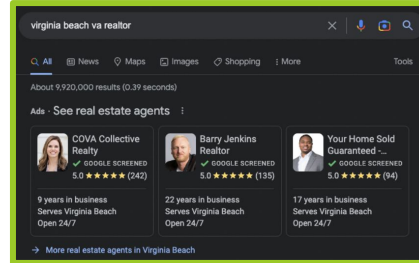 virginia beach va realtor
All News Maps Images Shopping More Tools
About 9,920,000 results (0.39 seconds)
Ads · See real estate agents
COVA Collective Realty
GOOGLE SCREENED
5.0 ★★★★★ (242)
9 years in business
Serves Virginia Beach
Open 24/7
Barry Jenkins Realtor
GOOGLE SCREENED
5.0 ★★★★★ (135)
22 years in business
Serves Virginia Beach
Open 24/7
Your Home Sold Guaranteed -...
GOOGLE SCREENED
5.0 ★★★★★ (94)
17 years in business
Serves Virginia Beach
Open 24/7
→ More real estate agents in Virginia Beach